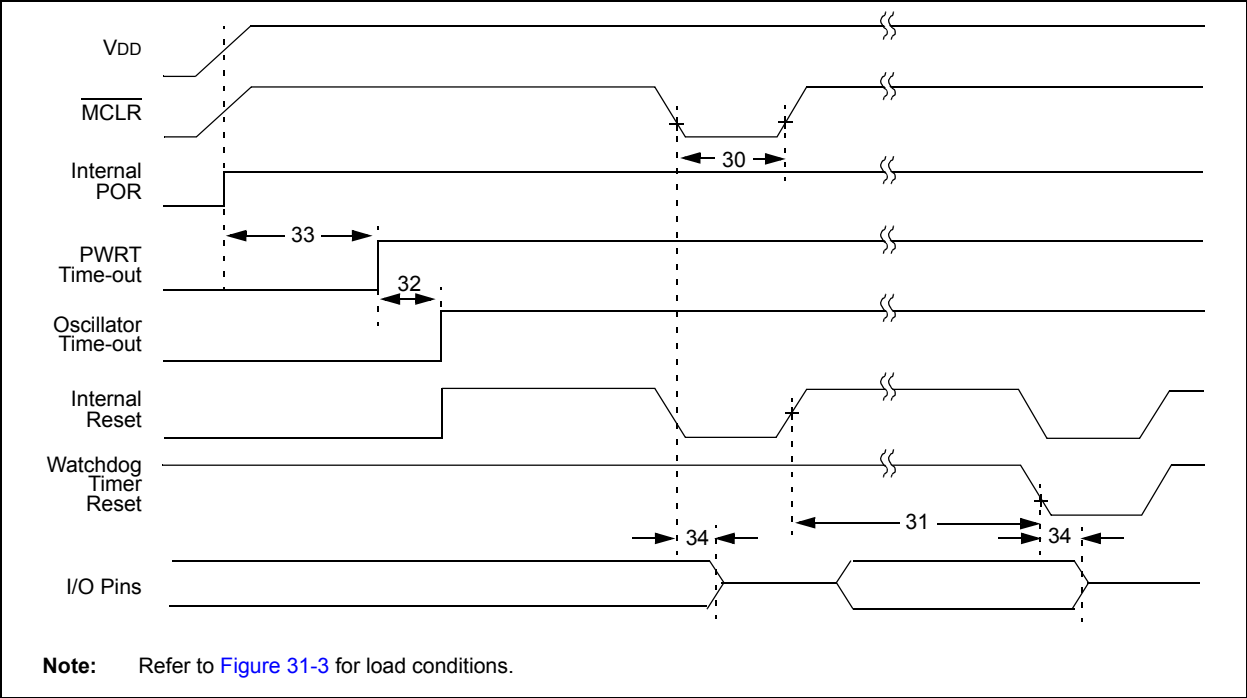 VDD
MCLR
30
Internal
POR
33
PWRT
Time-out
32
Oscillator
Time-out
Internal
Reset
Watchdog
Timer
Reset
31
34
34
I/O Pins
Note: Refer to Figure 31-3 for load conditions.